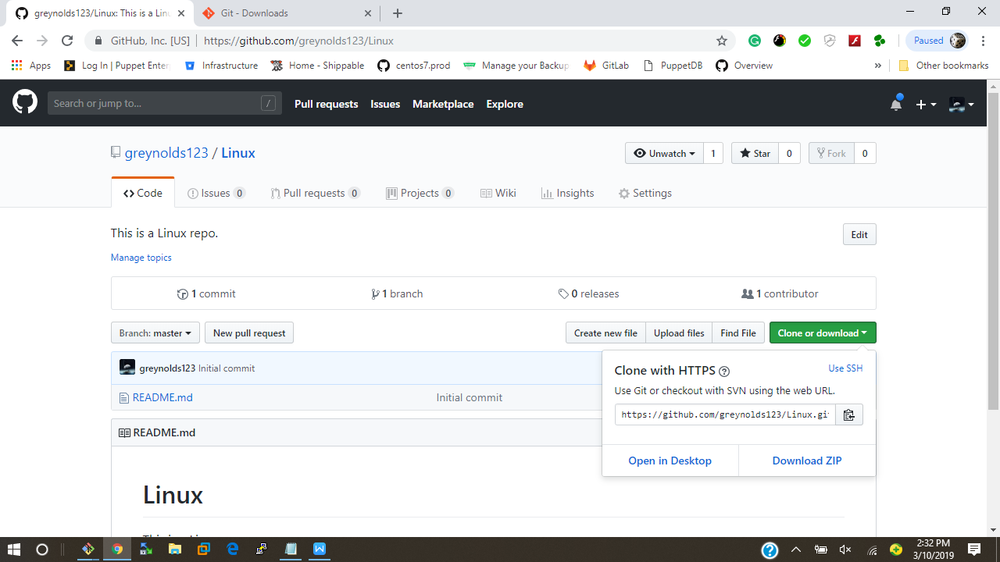 greynolds123/Linux: This is a Linu
Git - Downloads
GitHub, Inc. [US] https://github.com/greynolds123/Linux Paused
Apps Log In | Puppet Enter Infrastructure Home - Shippable centos7.prod Manage your Backup GitLab PuppetDB Overview » Other bookmarks
Search or jump to... / Pull requests Issues Marketplace Explore
greynolds123 / Linux Unwatch 1 Star 0 Fork 0
Code Issues 0 Pull requests 0 Projects 0 Wiki Insights Settings
This is a Linux repo. Edit
Manage topics
1 commit 1 branch 0 releases 1 contributor
Branch: master New pull request Create new file Upload files Find File Clone or download
greynolds123 Initial commit
README.md Initial commit
Clone with HTTPS Use SSH
Use Git or checkout with SVN using the web URL.
https://github.com/greynolds123/Linux.gi
Open in Desktop Download ZIP
README.md
Linux
2:32 PM
3/10/2019